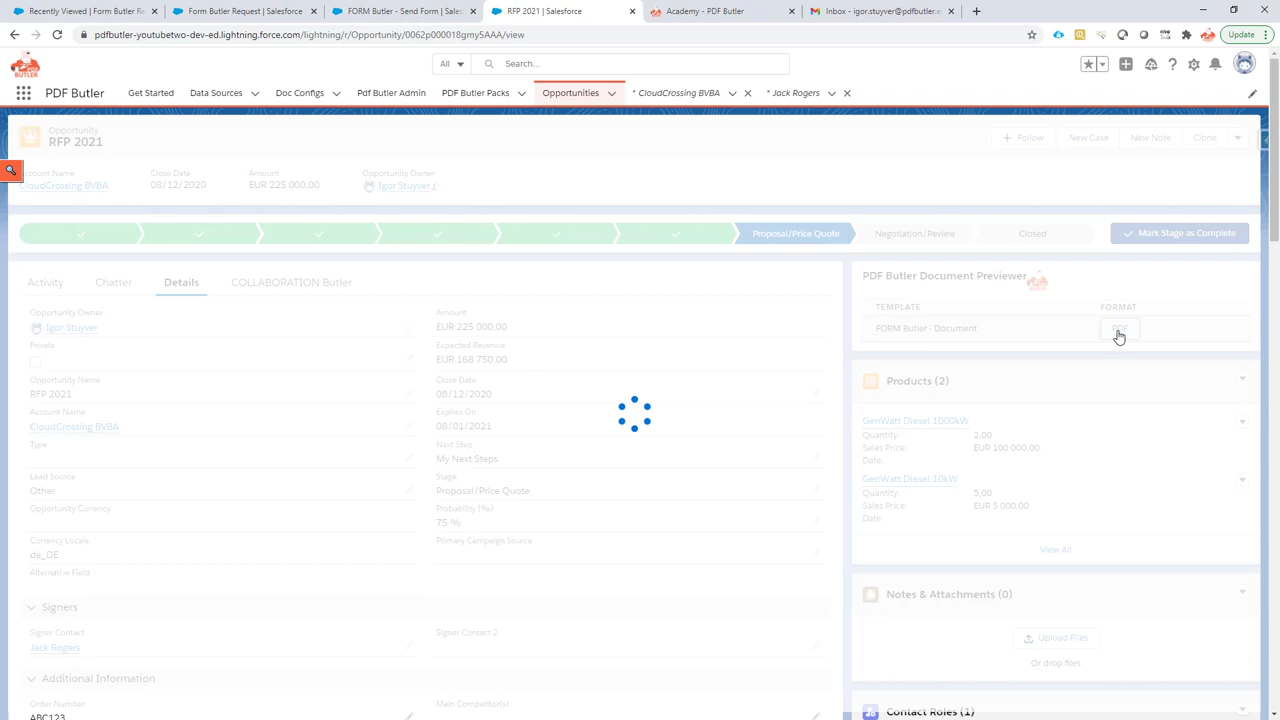 Form Butler Request | Salesforce
Form Butler Request | Salesforce
FORM Butler - Send Form | Sales
RFP 2021 | Salesforce
Academy - PDF Butler
Inbox - igor.stuyver@pdfbutler.c
pdfbutler-youtubetwo-dev-ed.lightning.force.com/lightning/r/Opportunity/0062p000018gmy5AAA/view
Update
BUTLER
All
Search...
PDF Butler
Get Started
Data Sources
Doc Configs
Pdf Butler Admin
PDF Butler Packs
Opportunities
* CloudCrossing BVBA
* Jack Rogers
Opportunity
RFP 2021
Follow
New Case
New Note
Clone
Account Name
Close Date
Amount
Opportunity Owner
CloudCrossing BVBA
08/12/2020
EUR 225 000,00
Igor Stuyver
Proposal/Price Quote
Negotiation/Review
Closed
Mark Stage as Complete
Activity
Chatter
Details
COLLABORATION Butler
Opportunity Owner
Igor Stuyver
Private
Opportunity Name
RFP 2021
Account Name
CloudCrossing BVBA
Type
Lead Source
Other
Opportunity Currency
Currency Locale
de_DE
Alternative Field
Amount
EUR 225 000,00
Expected Revenue
EUR 168 750,00
Close Date
08/12/2020
Expires On
08/01/2021
Next Step
My Next Steps
Stage
Proposal/Price Quote
Probability (%)
75 %
Primary Campaign Source
Signers
Signer Contact
Jack Rogers
Signer Contact 2
Additional Information
Order Number
ABC123
Main Competitor(s)
PDF Butler Document Previewer
TEMPLATE
FORMAT
FORM Butler - Document
PDF
Products (2)
GenWatt Diesel 1000kW
Quantity: 2,00
Sales Price: EUR 100 000,00
Date:
GenWatt Diesel 10kW
Quantity: 5,00
Sales Price: EUR 5 000,00
Date:
View All
Notes & Attachments (0)
Upload Files
Or drop files
Contact Roles (1)